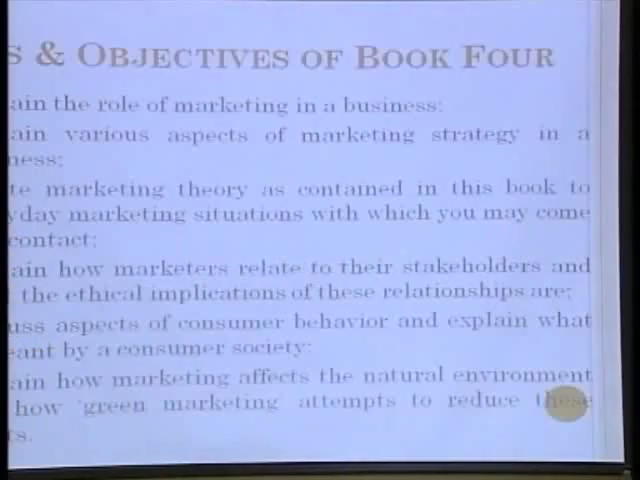 S & OBJECTIVES OF BOOK FOUR
ain the role of marketing in a business;
ain various aspects of marketing strategy in a
ness;
te marketing theory as contained in this book to
yday marketing situations with which you may come
contact;
ain how marketers relate to their stakeholders and
the ethical implications of these relationships are;
uss aspects of consumer behavior and explain what
eant by a consumer society;
ain how marketing affects the natural environment
how 'green marketing' attempts to reduce these
ts.